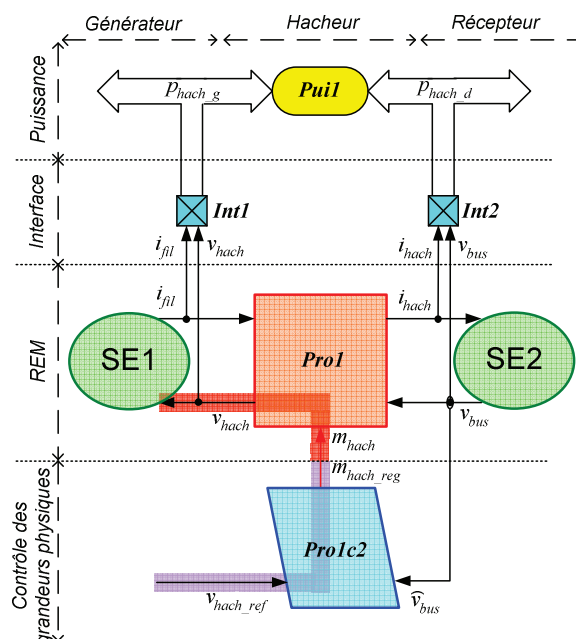 Générateur Hacheur Récepteur
Puissance
p_hach_g Pui1 p_hach_d
Interface
Int1 Int2
i_fil v_hach i_hach v_bus
REM
i_fil i_hach
SE1 Pro1 SE2
v_hach v_bus
m_hach
m_hach_reg
Contrôle des
grandeurs physiques
Pro1c2
v_hach_ref v̂_bus